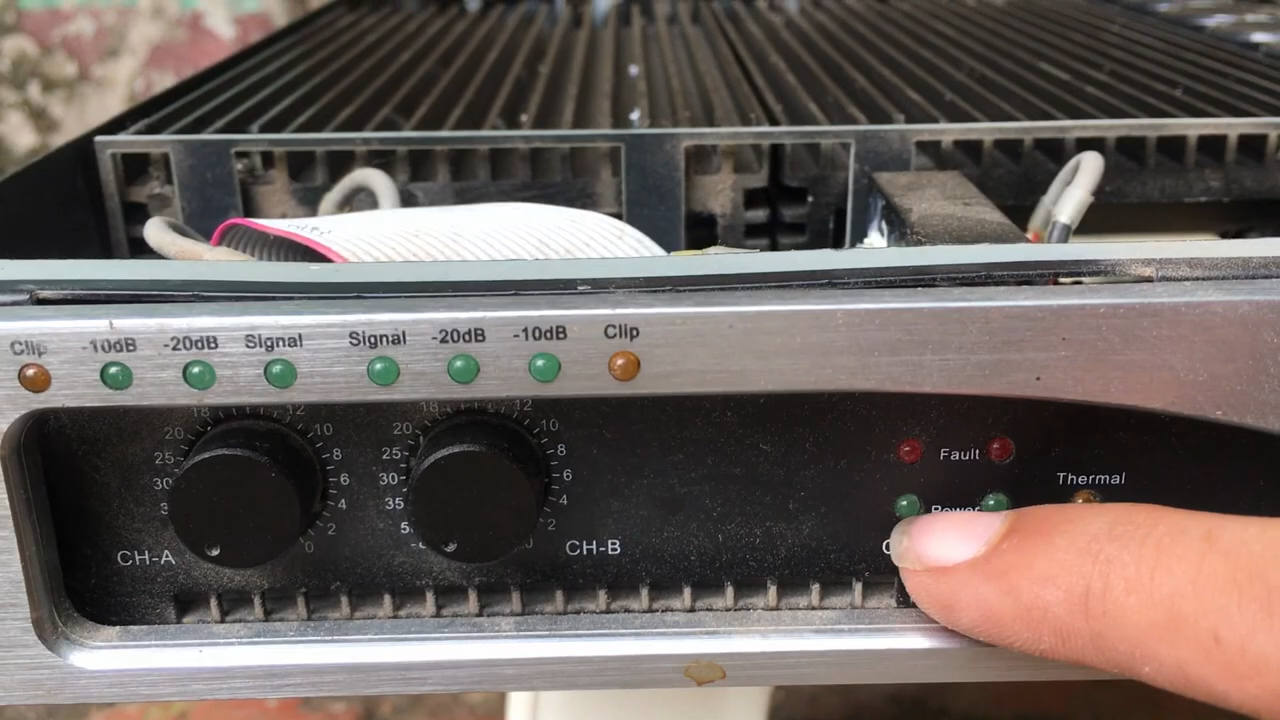 Clip -10dB -20dB Signal Signal -20dB -10dB Clip
18 12 18 12
20 10 20 10
25 8 25 8
30 6 30 6
4 35 4
2 2
0
CH-A CH-B
Fault
Thermal
Power